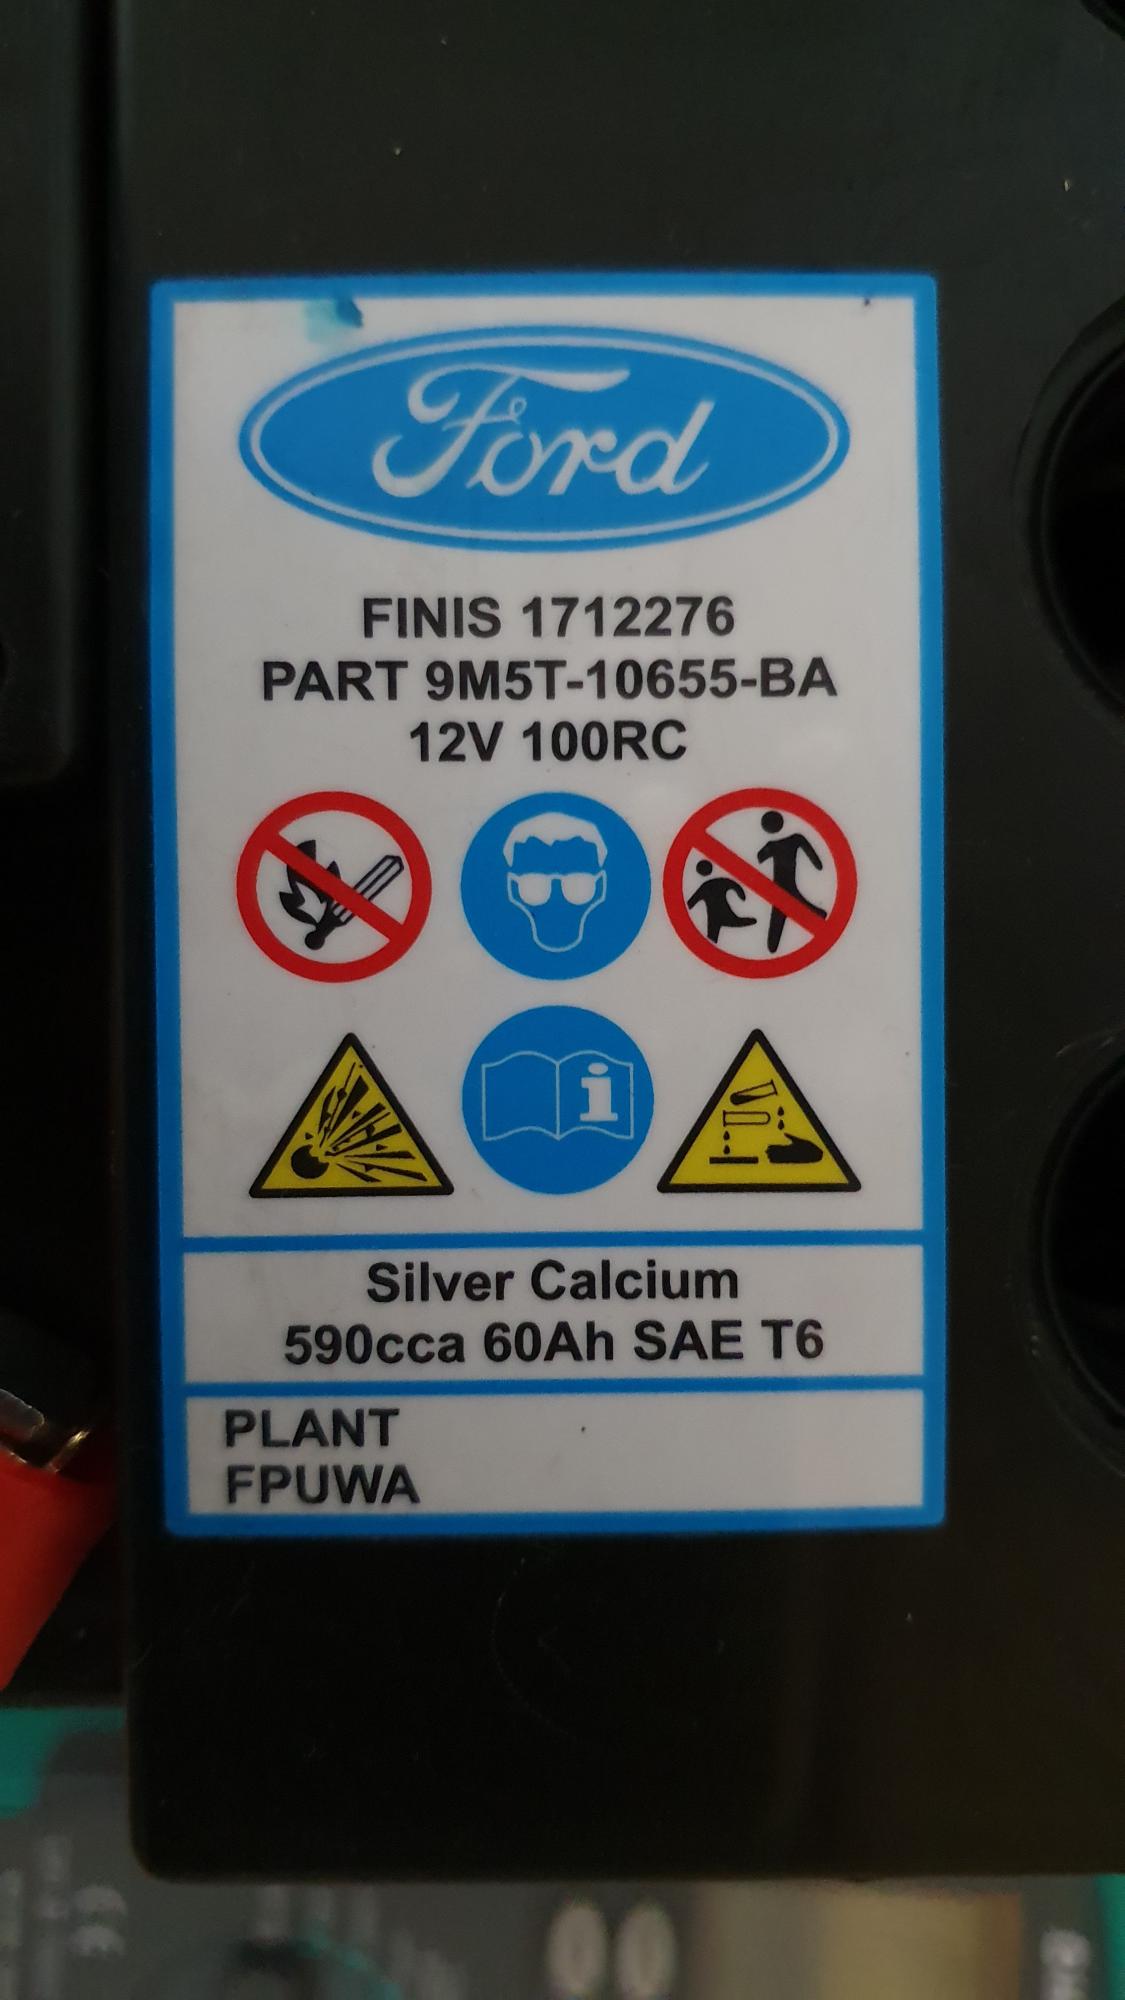 Ford
FINIS 1712276
PART 9M5T-10655-BA
12V 100RC
i
Silver Calcium
590cca 60Ah SAE T6
PLANT
FPUWA